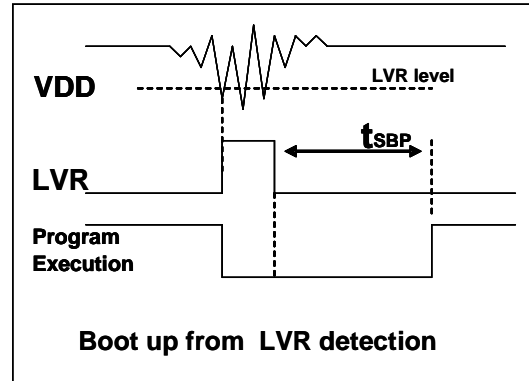 LVR level
VDD
tSBP
LVR
Program
Execution
Boot up from LVR detection